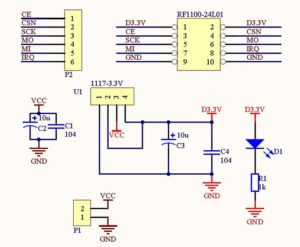 CE
CSN
SCK
MO
MI
IRQ
1
2
3
4
5
6
P2
RF1100-24L01
D3.3V
CE
SCK
MI
GND
1
3
5
7
9
2
4
6
8
10
D3.3V
CSN
MO
IRQ
GND
U1
1117-3.3V
1 2 3 4
VCC
VCC
10u
C2
C1
104
GND
10u
C3
D3.3V
C4
104
GND
D3.3V
D1
R1
1k
GND
VCC
2
1
P1
GND